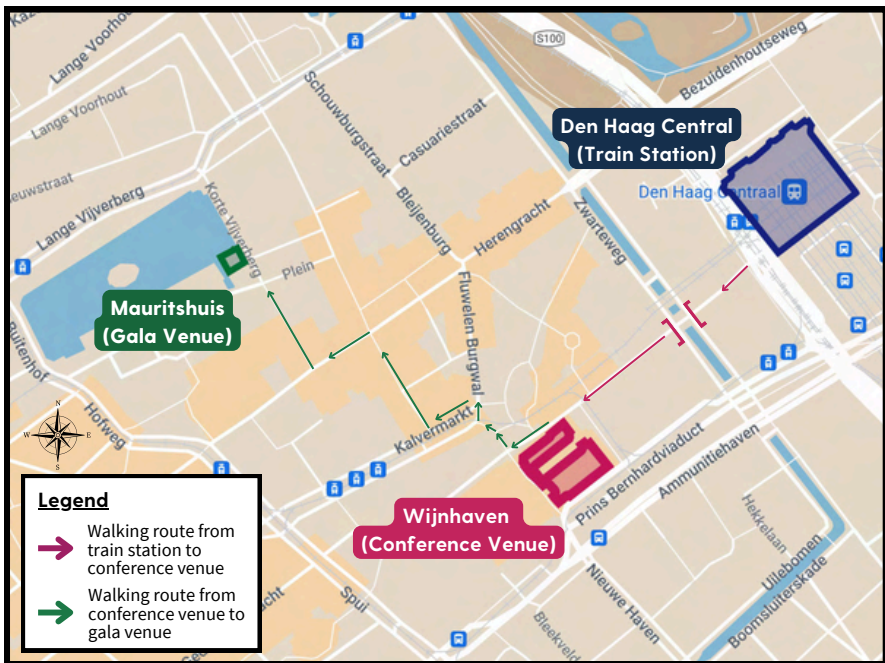 Lange Voorhout
Lange Voorhout
S100
Bezuidenhoutseweg
Schouwburgstraat
Casuariestraat
Den Haag Central
(Train Station)
Den Haag Centraal
euwstraat
Lange Vijverberg
Korte Vijverberg
Bleijenburg
Herengracht
Zwarteweg
Plein
Fluwelen Burgwal
Mauritshuis
(Gala Venue)
Buitenhof
Hofweg
Kalvermarkt
N
W
E
S
Wijnhaven
(Conference Venue)
Prins Bernhardviaduct
Ammunitiehaven
Hekkelaan
Uilebomen
Boomsluiterskade
Nieuwe Haven
Bleekveld
Spui
acht
Legend
Walking route from
train station to
conference venue
Walking route from
conference venue to
gala venue